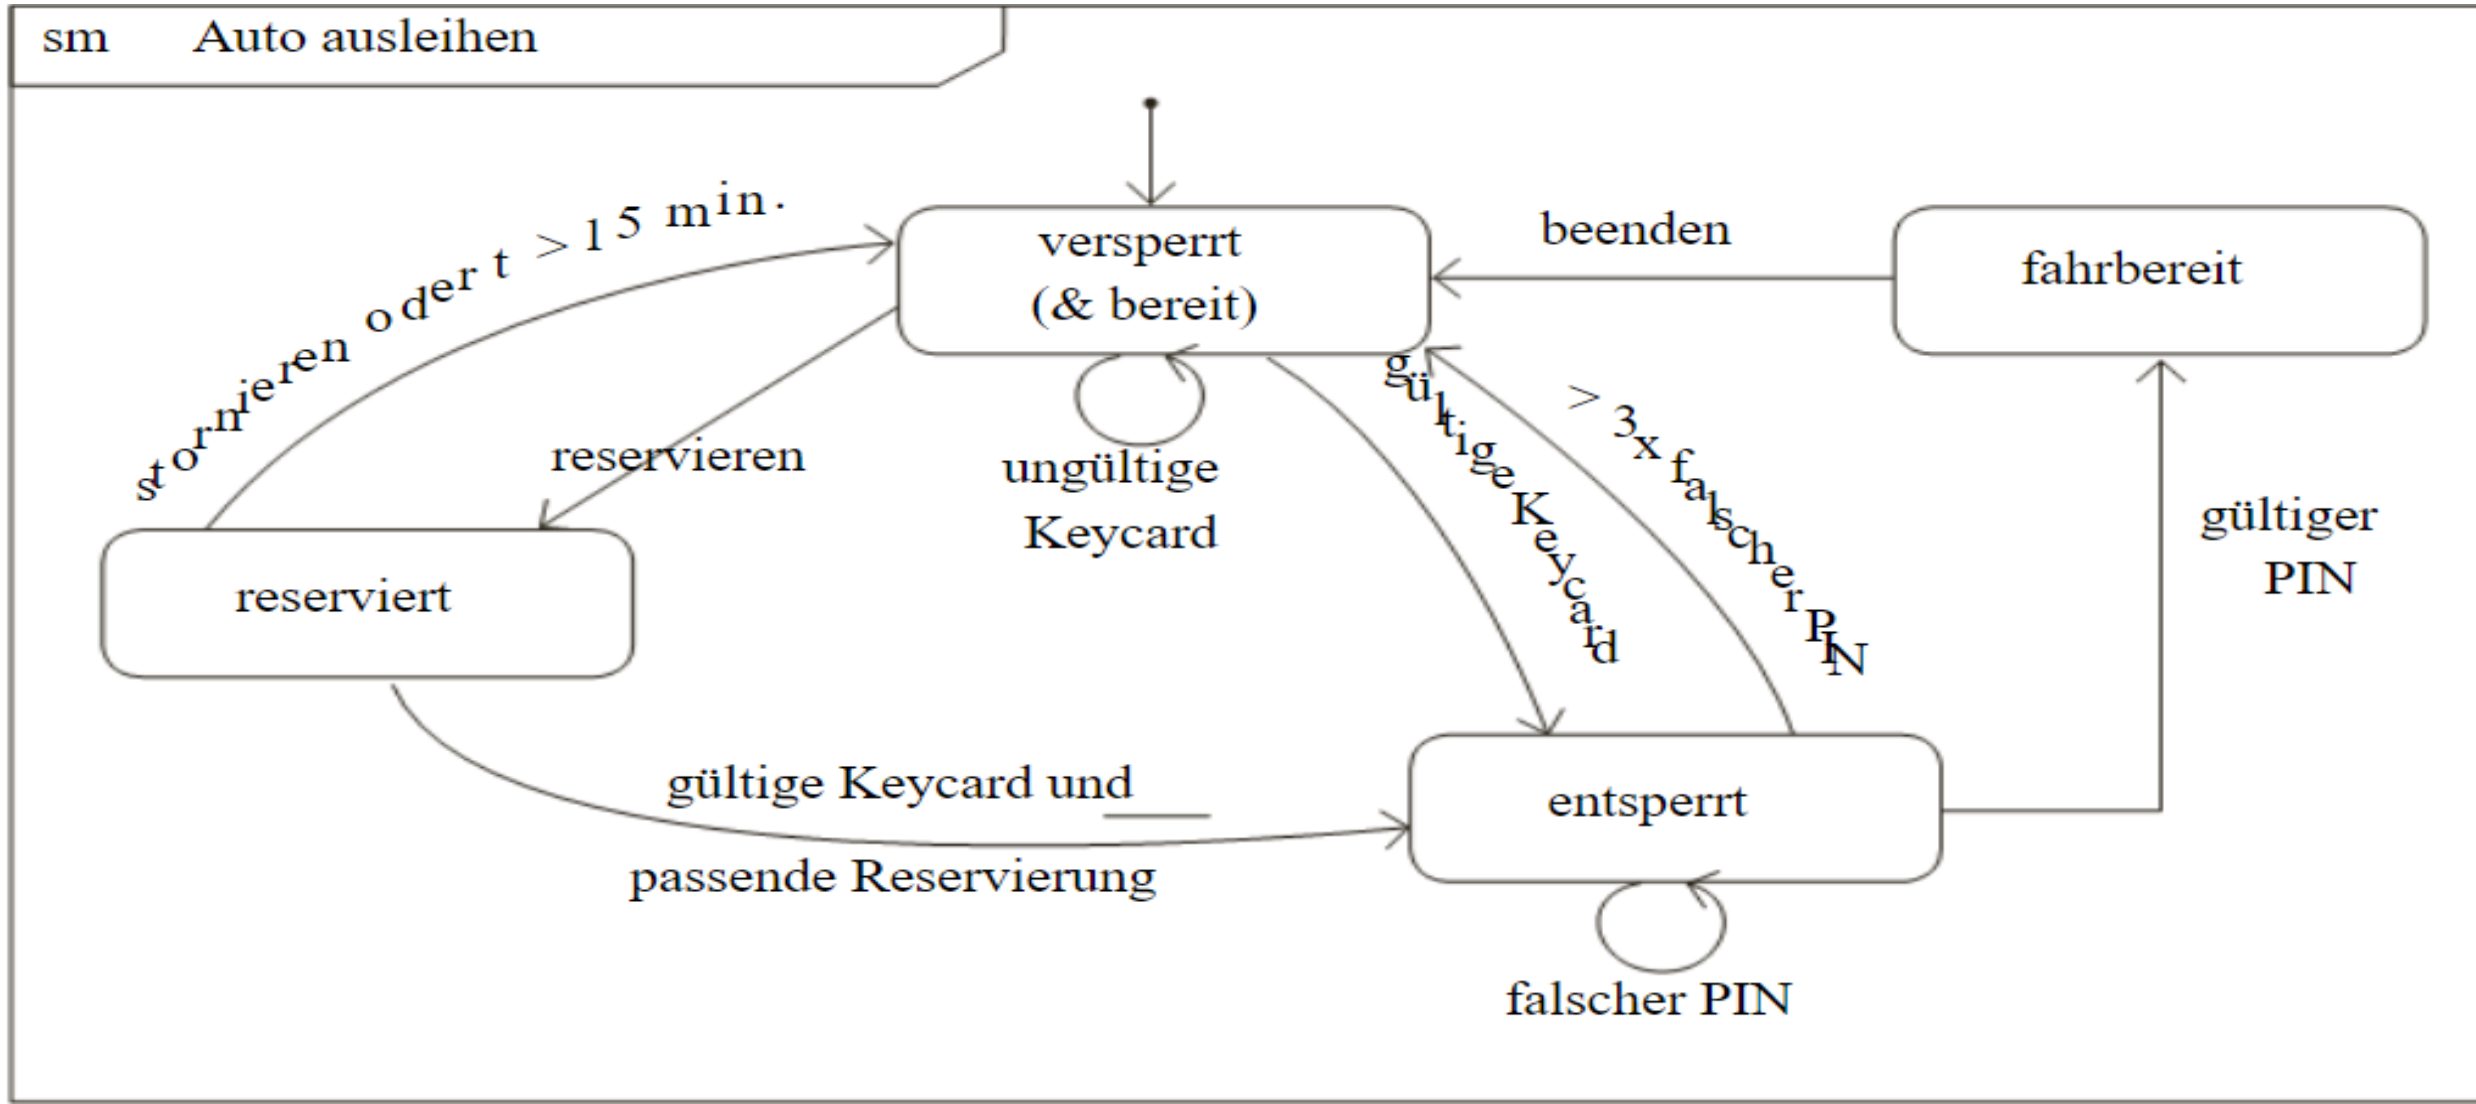 sm Auto ausleihen
stornieren oder t > 15 min.
versperrt
(& bereit)
beenden
fahrbereit
reservieren
ungültige
Keycard
gültige Keycard
> 3x falscher PIN
gültiger
PIN
reserviert
gültige Keycard und
passende Reservierung
entsperrt
falscher PIN